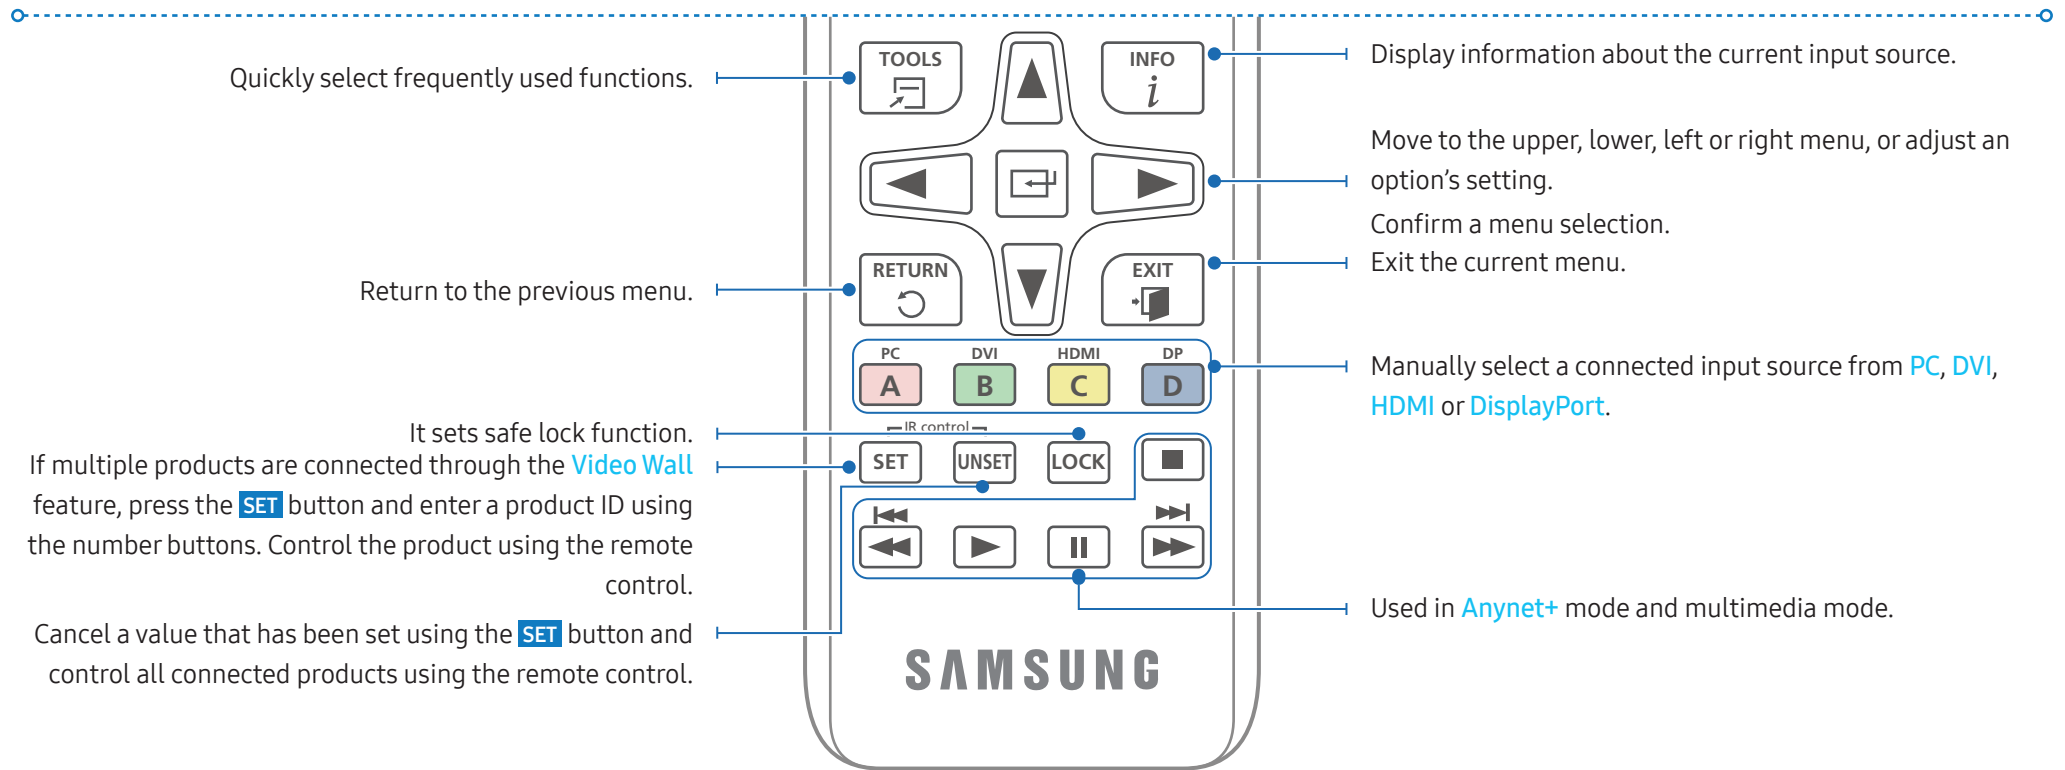 TOOLS
INFO
i
Quickly select frequently used functions.
Display information about the current input source.
Move to the upper, lower, left or right menu, or adjust an
option's setting.
Confirm a menu selection.
RETURN
EXIT
Return to the previous menu.
Exit the current menu.
PC DVI HDMI DP
A B C D
Manually select a connected input source from PC, DVI,
HDMI or DisplayPort.
It sets safe lock function.
IR control
SET UNSET LOCK
If multiple products are connected through the Video Wall
feature, press the SET button and enter a product ID using
the number buttons. Control the product using the remote
control.
Used in Anynet+ mode and multimedia mode.
Cancel a value that has been set using the SET button and
control all connected products using the remote control.
SAMSUNG